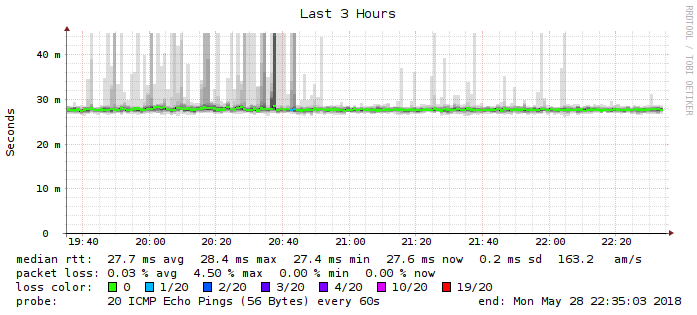 Last 3 Hours
RRDTOOL / TOBI OETIKER
Seconds
40 m
30 m
20 m
10 m
0
19:40 20:00 20:20 20:40 21:00 21:20 21:40 22:00 22:20
median rtt: 27.7 ms avg 28.4 ms max 27.4 ms min 27.6 ms now 0.2 ms sd 163.2 am/s
packet loss: 0.03 % avg 4.50 % max 0.00 % min 0.00 % now
loss color: 0 1/20 2/20 3/20 4/20 10/20 19/20
probe: 20 ICMP Echo Pings (56 Bytes) every 60s end: Mon May 28 22:35:03 2018